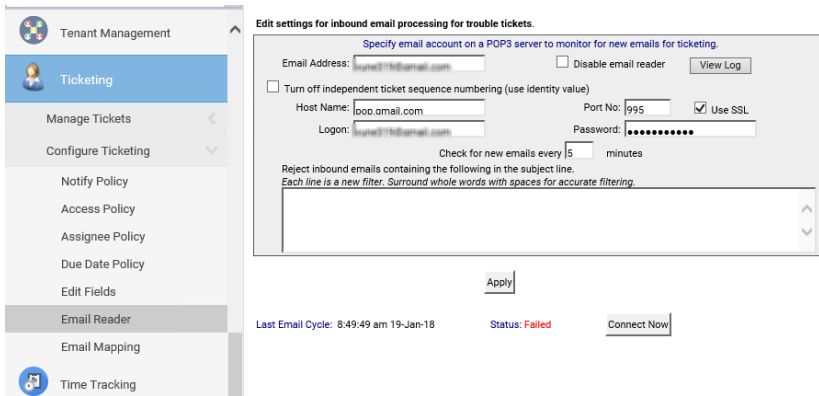 Tenant Management
Ticketing
Manage Tickets
Configure Ticketing
Notify Policy
Access Policy
Assignee Policy
Due Date Policy
Edit Fields
Email Reader
Email Mapping
Time Tracking
Edit settings for inbound email processing for trouble tickets.
Specify email account on a POP3 server to monitor for new emails for ticketing.
Email Address: Disable email reader View Log
Turn off independent ticket sequence numbering (use identity value)
Host Name: pop.gmail.com Port No: 995 Use SSL
Logon: Password: ●●●●●●●●●●●
Check for new emails every 5 minutes
Reject inbound emails containing the following in the subject line.
Each line is a new filter. Surround whole words with spaces for accurate filtering.
Apply
Last Email Cycle: 8:49:49 am 19-Jan-18 Status: Failed Connect Now